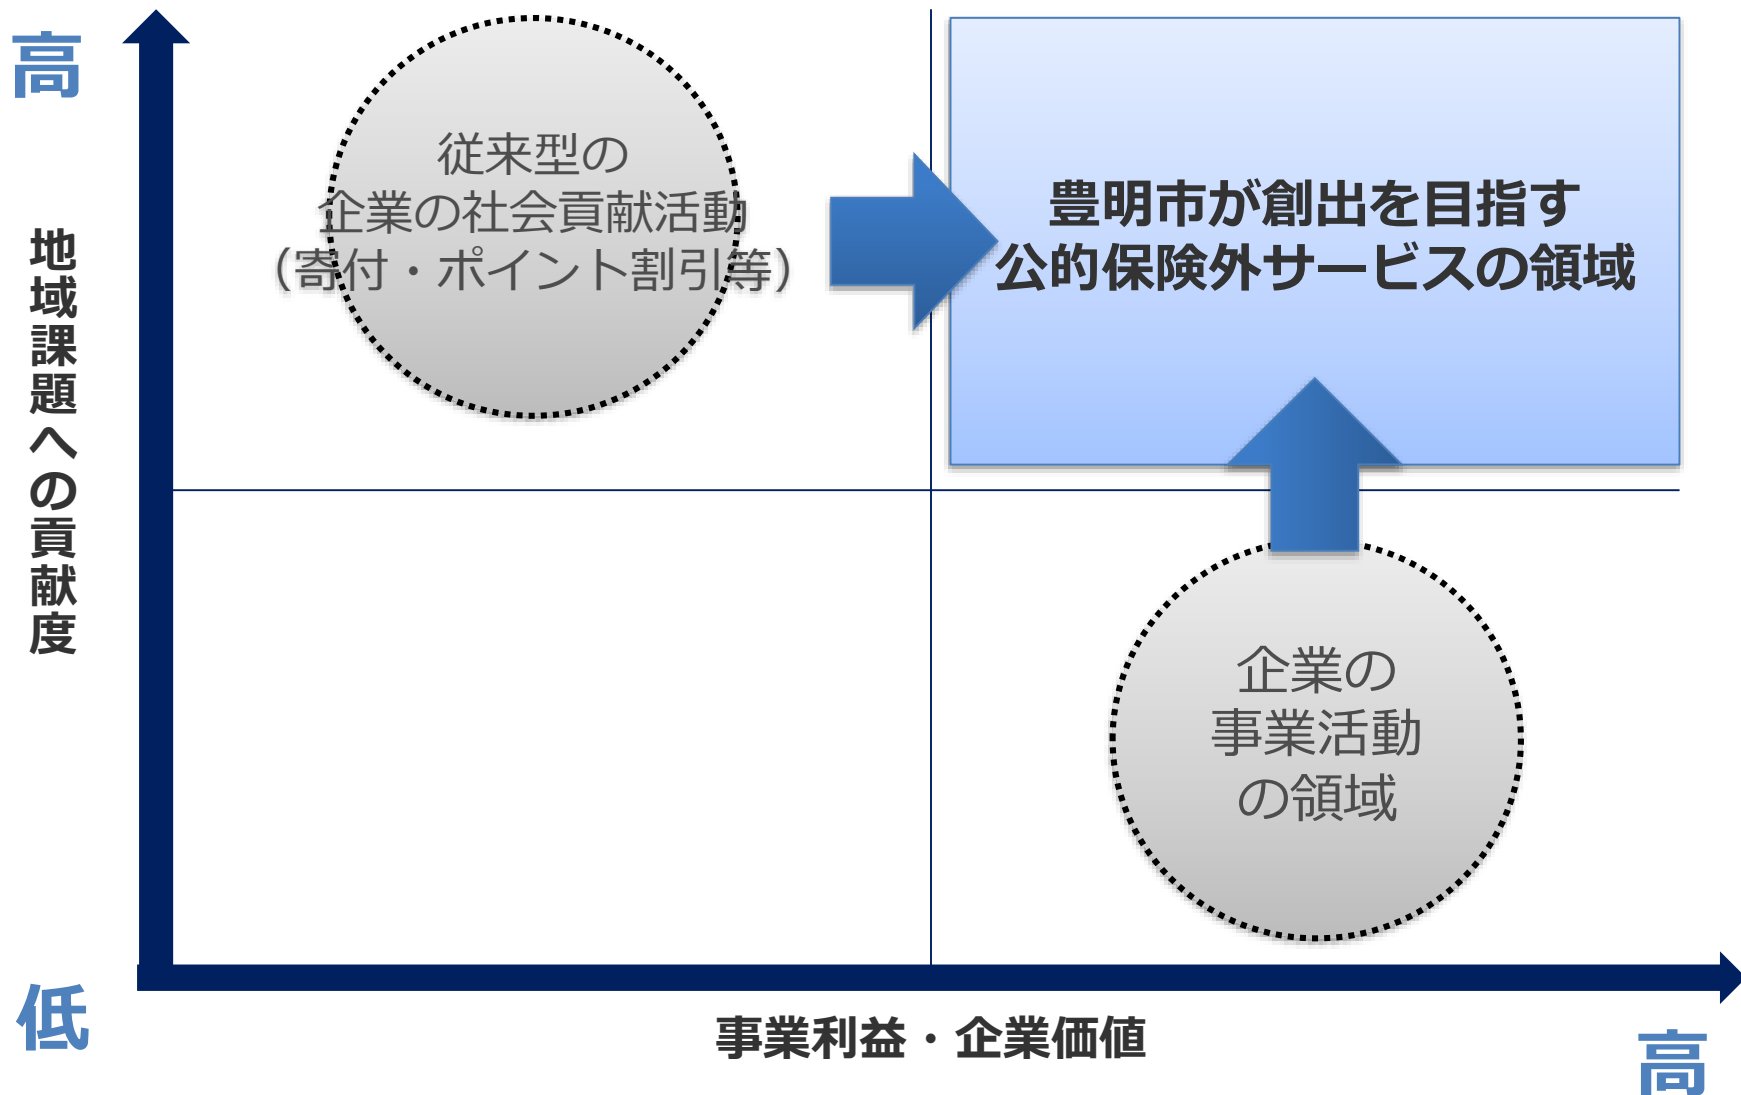 高
従来型の
企業の社会貢献活動
（寄付・ポイント割引等）
豊明市が創出を目指す
公的保険外サービスの領域
地域課題への貢献度
企業の
事業活動
の領域
低
事業利益・企業価値
高